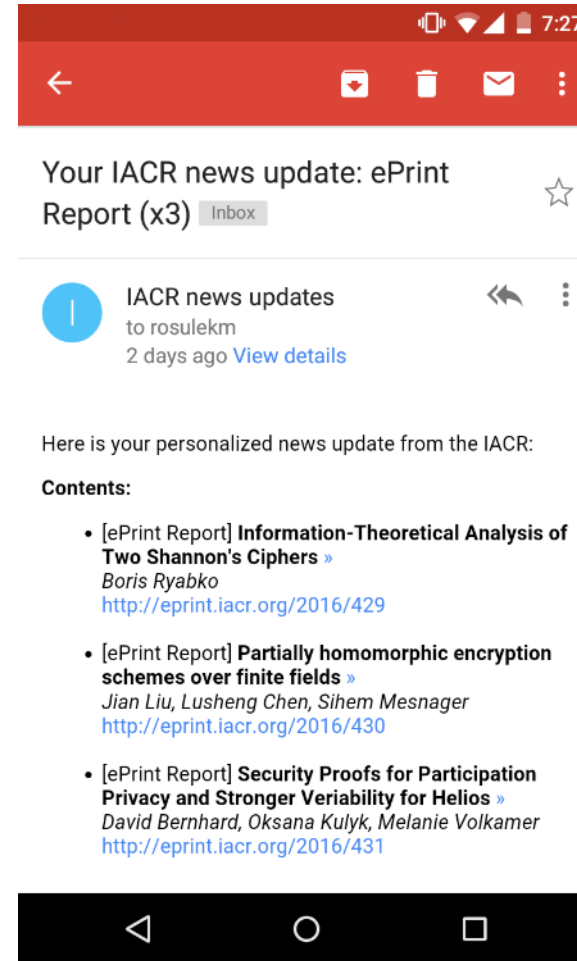 7:27
Your IACR news update: ePrint
Report (x3) Inbox
I
IACR news updates
to rosulekm
2 days ago View details
Here is your personalized news update from the IACR:
Contents:
• [ePrint Report] Information-Theoretical Analysis of
Two Shannon's Ciphers »
Boris Ryabko
http://eprint.iacr.org/2016/429
• [ePrint Report] Partially homomorphic encryption
schemes over finite fields »
Jian Liu, Lusheng Chen, Sihem Mesnager
http://eprint.iacr.org/2016/430
• [ePrint Report] Security Proofs for Participation
Privacy and Stronger Veriability for Helios »
David Bernhard, Oksana Kulyk, Melanie Volkamer
http://eprint.iacr.org/2016/431